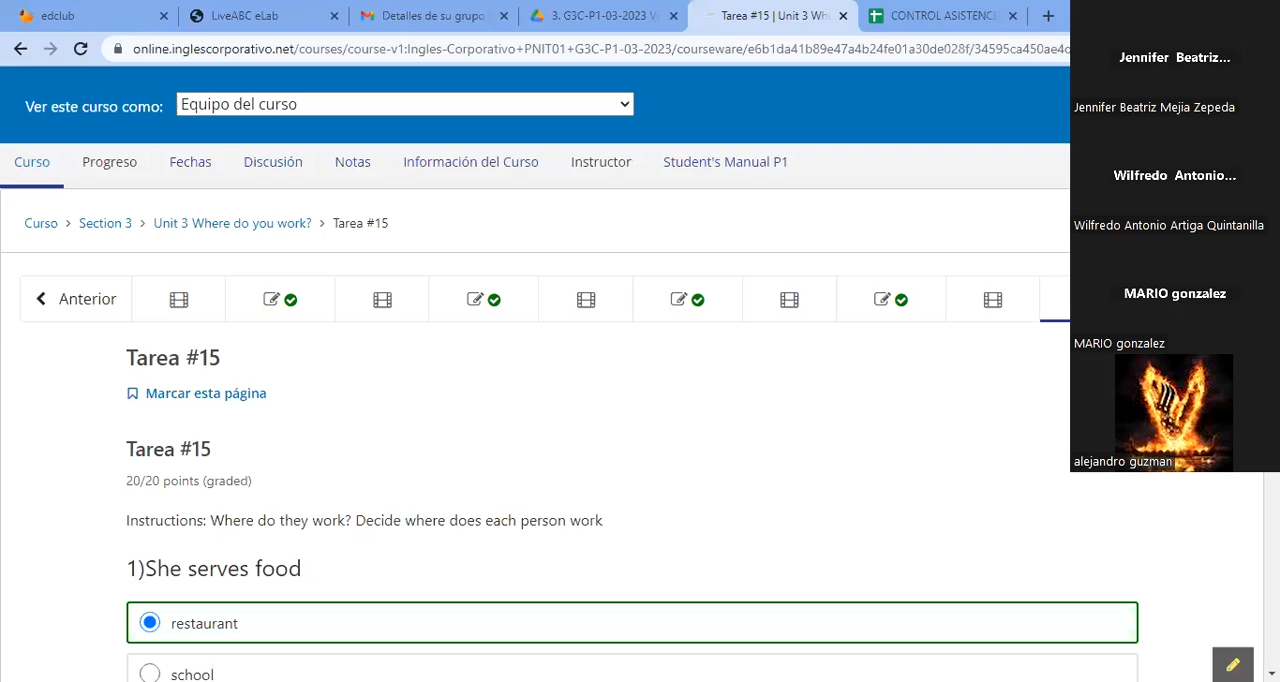 edclub
LiveABC eLab
Detalles de su grupo
3. G3C-P1-03-2023 V
Tarea #15 | Unit 3 Wh
CONTROL ASISTENCI
online.inglescorporativo.net/courses/course-v1:Ingles-Corporativo+PNIT01+G3C-P1-03-2023/courseware/e6b1da41b89e47a4b24fe01a30de028f/34595ca450ae4c
Ver este curso como:
Equipo del curso
Curso
Progreso
Fechas
Discusión
Notas
Información del Curso
Instructor
Student's Manual P1
Curso > Section 3 > Unit 3 Where do you work? > Tarea #15
Anterior
Tarea #15
Marcar esta página
Tarea #15
20/20 points (graded)
Instructions: Where do they work? Decide where does each person work
1)She serves food
restaurant
school
Jennifer Beatriz...
Jennifer Beatriz Mejia Zepeda
Wilfredo Antonio...
Wilfredo Antonio Artiga Quintanilla
MARIO gonzalez
MARIO gonzalez
alejandro guzman